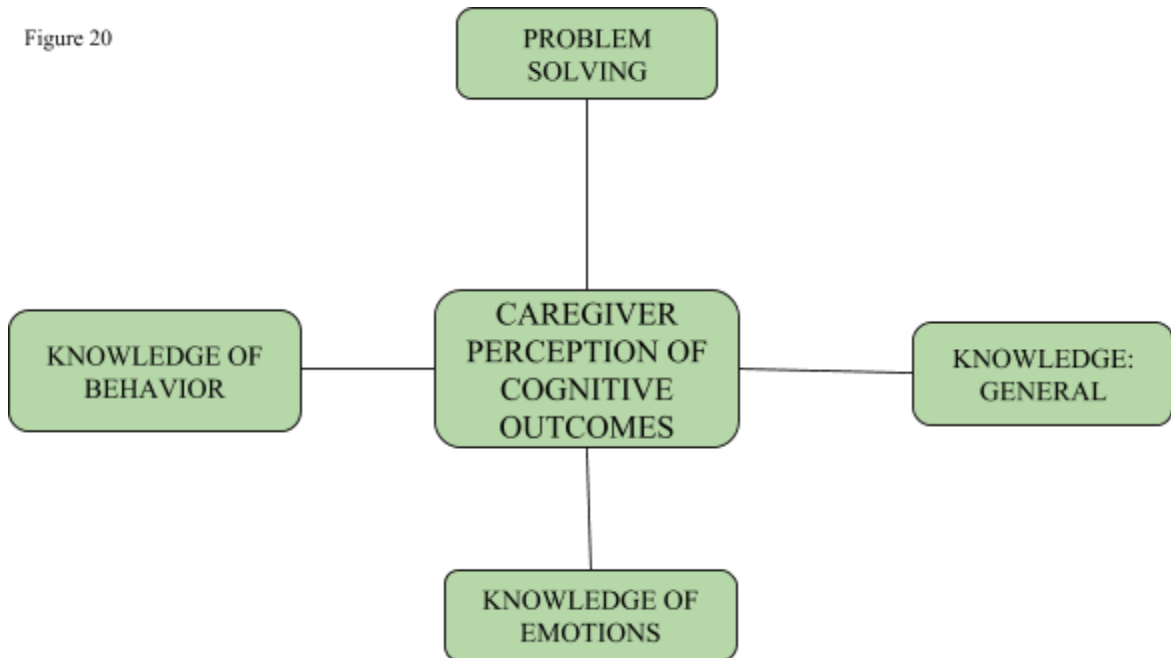 Figure 20
PROBLEM
SOLVING
KNOWLEDGE OF
BEHAVIOR
CAREGIVER
PERCEPTION OF
COGNITIVE
OUTCOMES
KNOWLEDGE:
GENERAL
KNOWLEDGE OF
EMOTIONS